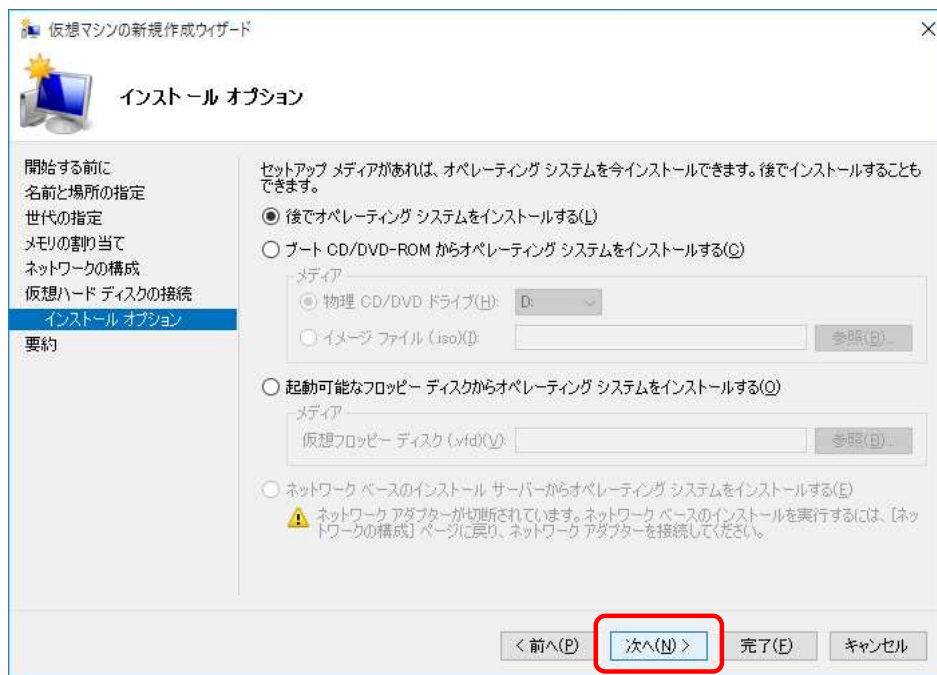 仮想マシンの新規作成ウィザード
インストール オプション
開始する前に
名前と場所の指定
世代の指定
メモリの割り当て
ネットワークの構成
仮想ハード ディスクの接続
インストール オプション
要約
セットアップ メディアがあれば、オペレーティング システムを今インストールできます。後でインストールすることも
できます。
後でオペレーティング システムをインストールする(L)
ブート CD/DVD-ROM からオペレーティング システムをインストールする(C)
メディア
物理 CD/DVD ドライブ(H): D:
イメージ ファイル (.iso)(I): 参照(B)...
起動可能なフロッピー ディスクからオペレーティング システムをインストールする(O)
メディア
仮想フロッピー ディスク (.vfd)(V): 参照(B)...
ネットワーク ベースのインストール サーバーからオペレーティング システムをインストールする(E)
ネットワーク アダプターが切断されています。ネットワーク ベースのインストールを実行するには、[ネッ
トワークの構成] ページに戻り、ネットワーク アダプターを接続してください。
< 前へ(P) 次へ(N) > 完了(F) キャンセル